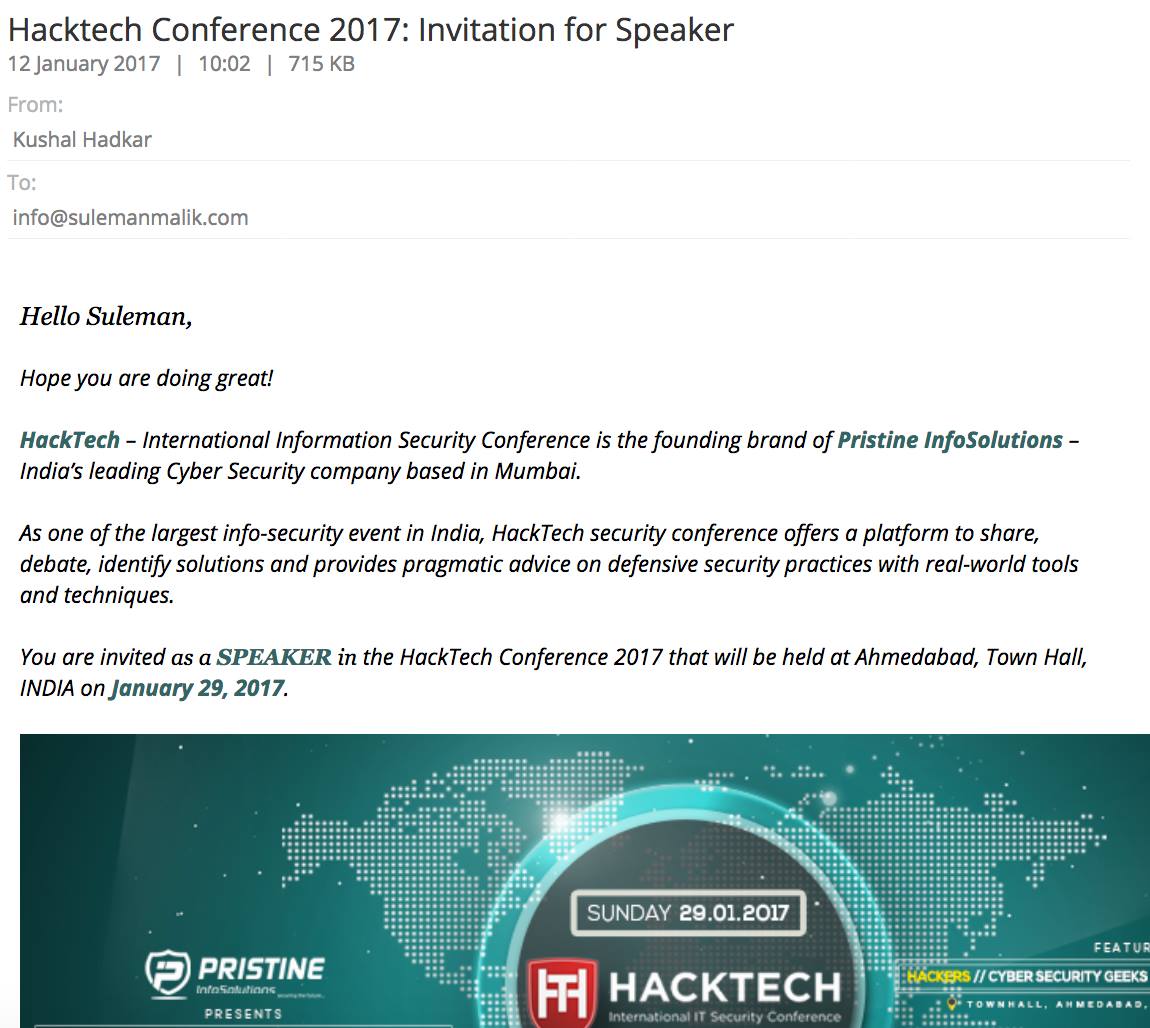 Hacktech Conference 2017: Invitation for Speaker
12 January 2017 | 10:02 | 715 KB
From:
Kushal Hadkar
To:
info@sulemanmalik.com
Hello Suleman,
Hope you are doing great!
HackTech – International Information Security Conference is the founding brand of Pristine InfoSolutions –
India's leading Cyber Security company based in Mumbai.
As one of the largest info-security event in India, HackTech security conference offers a platform to share,
debate, identify solutions and provides pragmatic advice on defensive security practices with real-world tools
and techniques.
You are invited as a SPEAKER in the HackTech Conference 2017 that will be held at Ahmedabad, Town Hall,
INDIA on January 29, 2017.
SUNDAY 29.01.2017
PRISTINE
InfoSolutions
PRESENTS
HACKTECH
International IT Security Conference
FEATUR
HACKERS // CYBER SECURITY GEEKS
TOWNHALL, AHMEDABAD,